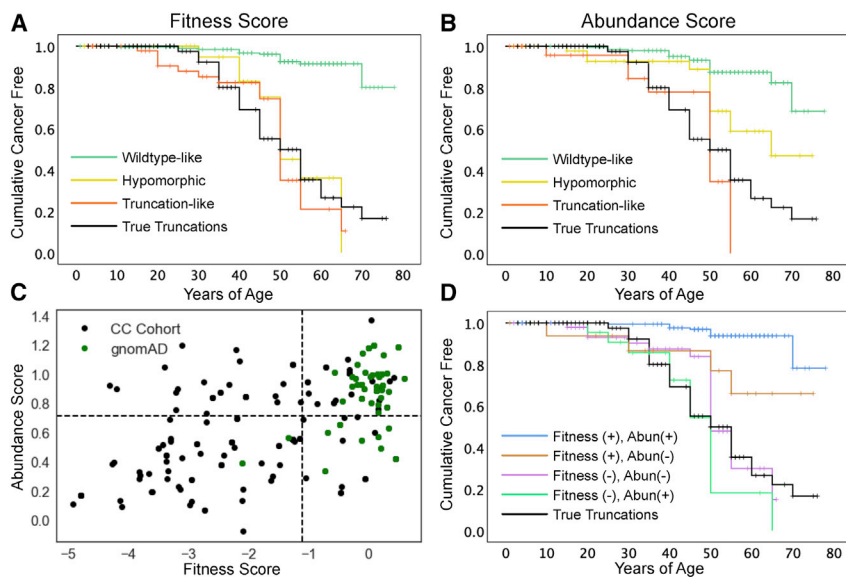 A
Fitness Score
Cumulative Cancer Free
1.0
0.8
0.6
0.4
0.2
0.0
Wildtype-like
Hypomorphic
Truncation-like
True Truncations
0 10 20 30 40 50 60 70 80
Years of Age
B
Abundance Score
Cumulative Cancer Free
1.0
0.8
0.6
0.4
0.2
0.0
Wildtype-like
Hypomorphic
Truncation-like
True Truncations
0 10 20 30 40 50 60 70 80
Years of Age
C
Abundance Score
1.4
1.2
1.0
0.8
0.6
0.4
0.2
0.0
CC Cohort
gnomAD
−5 −4 −3 −2 −1 0
Fitness Score
D
Cumulative Cancer Free
1.0
0.8
0.6
0.4
0.2
0.0
Fitness (+), Abun(+)
Fitness (+), Abun(-)
Fitness (-), Abun(-)
Fitness (-), Abun(+)
True Truncations
0 10 20 30 40 50 60 70 80
Years of Age